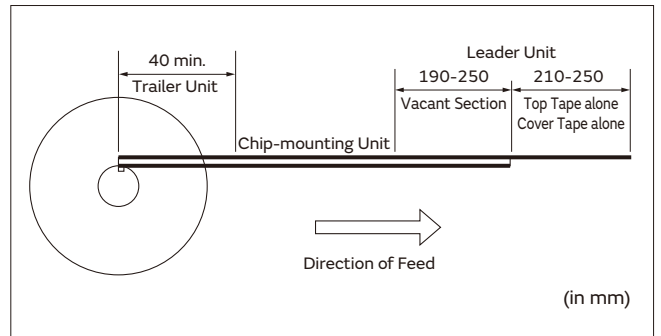 Leader Unit
40 min.
Trailer Unit
190-250
Vacant Section
210-250
Top Tape alone
Cover Tape alone
Chip-mounting Unit
Direction of Feed
(in mm)